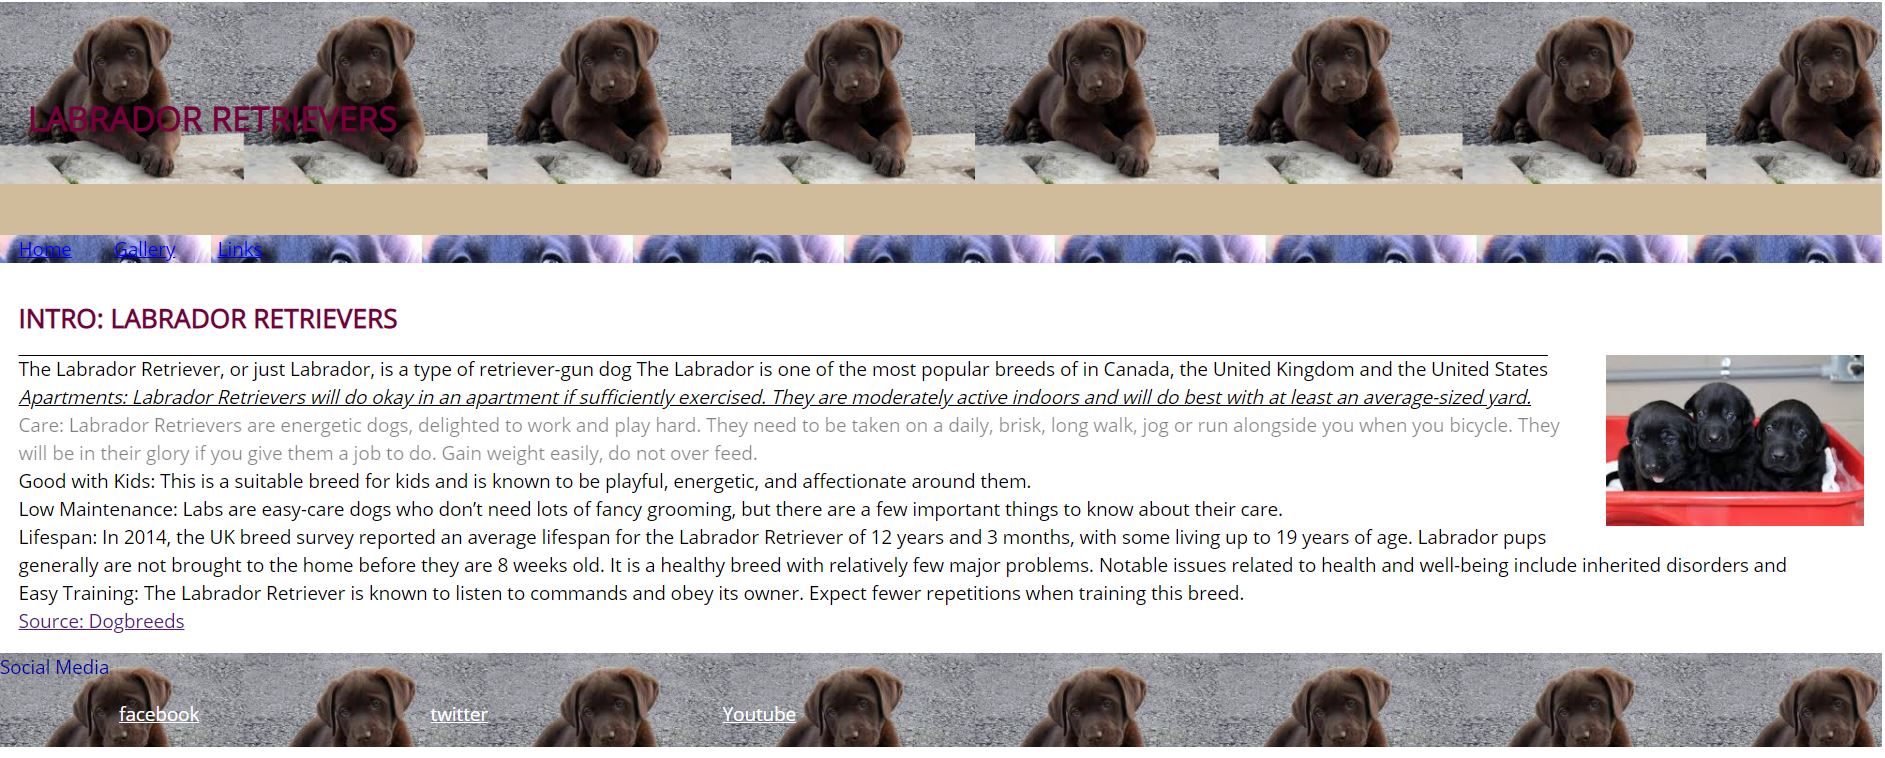 LABRADOR RETRIEVERS
Home Gallery Links
INTRO: LABRADOR RETRIEVERS
The Labrador Retriever, or just Labrador, is a type of retriever-gun dog The Labrador is one of the most popular breeds of in Canada, the United Kingdom and the United States
Apartments: Labrador Retrievers will do okay in an apartment if sufficiently exercised. They are moderately active indoors and will do best with at least an average-sized yard.
Care: Labrador Retrievers are energetic dogs, delighted to work and play hard. They need to be taken on a daily, brisk, long walk, jog or run alongside you when you bicycle. They
will be in their glory if you give them a job to do. Gain weight easily, do not over feed.
Good with Kids: This is a suitable breed for kids and is known to be playful, energetic, and affectionate around them.
Low Maintenance: Labs are easy-care dogs who don’t need lots of fancy grooming, but there are a few important things to know about their care.
Lifespan: In 2014, the UK breed survey reported an average lifespan for the Labrador Retriever of 12 years and 3 months, with some living up to 19 years of age. Labrador pups
generally are not brought to the home before they are 8 weeks old. It is a healthy breed with relatively few major problems. Notable issues related to health and well-being include inherited disorders and
Easy Training: The Labrador Retriever is known to listen to commands and obey its owner. Expect fewer repetitions when training this breed.
Source: Dogbreeds
Social Media
facebook twitter Youtube